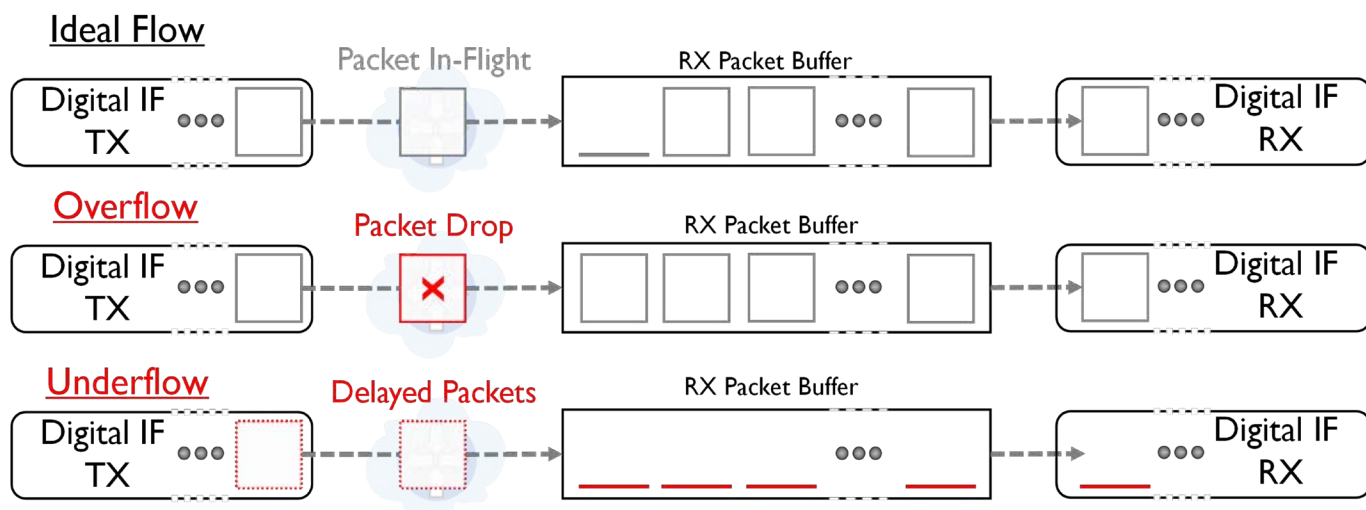 Ideal Flow
Packet In-Flight
RX Packet Buffer
Digital IF
TX
Digital IF
RX
Overflow
Packet Drop
RX Packet Buffer
Digital IF
TX
Digital IF
RX
Underflow
Delayed Packets
RX Packet Buffer
Digital IF
TX
Digital IF
RX